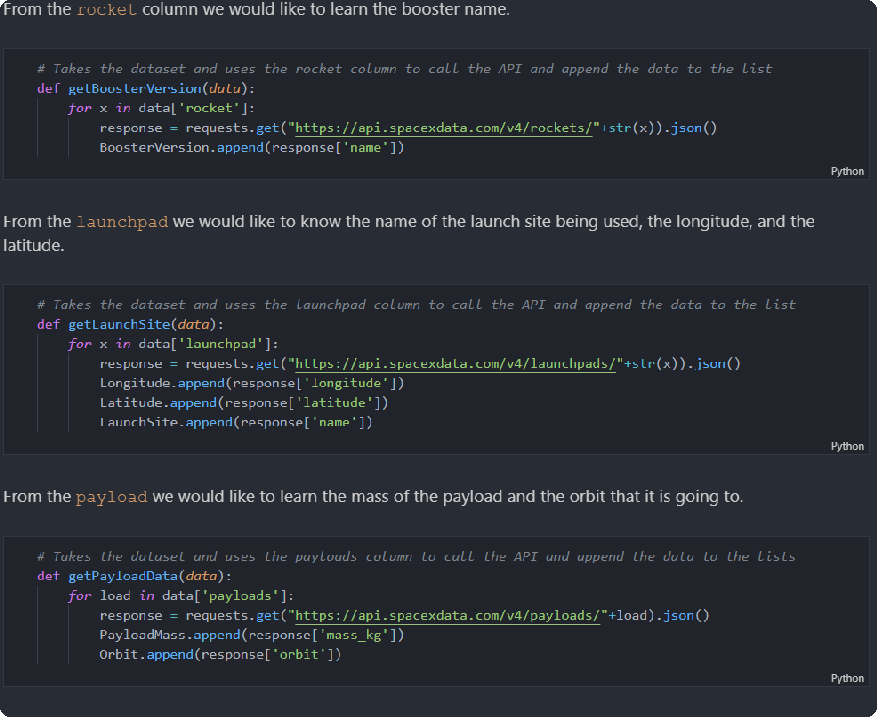 From the rocket column we would like to learn the booster name.
# Takes the dataset and uses the rocket column to call the API and append the data to the list
def getBoosterVersion(data):
for x in data['rocket']:
response = requests.get("https://api.spacexdata.com/v4/rockets/"+str(x)).json()
BoosterVersion.append(response['name'])
Python
From the launchpad we would like to know the name of the launch site being used, the longitude, and the
latitude.
# Takes the dataset and uses the launchpad column to call the API and append the data to the list
def getLaunchSite(data):
for x in data['launchpad']:
response = requests.get("https://api.spacexdata.com/v4/launchpads/"+str(x)).json()
Longitude.append(response['longitude'])
Latitude.append(response['latitude'])
LaunchSite.append(response['name'])
Python
From the payload we would like to learn the mass of the payload and the orbit that it is going to.
# Takes the dataset and uses the payloads column to call the API and append the data to the lists
def getPayloadData(data):
for load in data['payloads']:
response = requests.get("https://api.spacexdata.com/v4/payloads/"+load).json()
PayloadMass.append(response['mass_kg'])
Orbit.append(response['orbit'])
Python